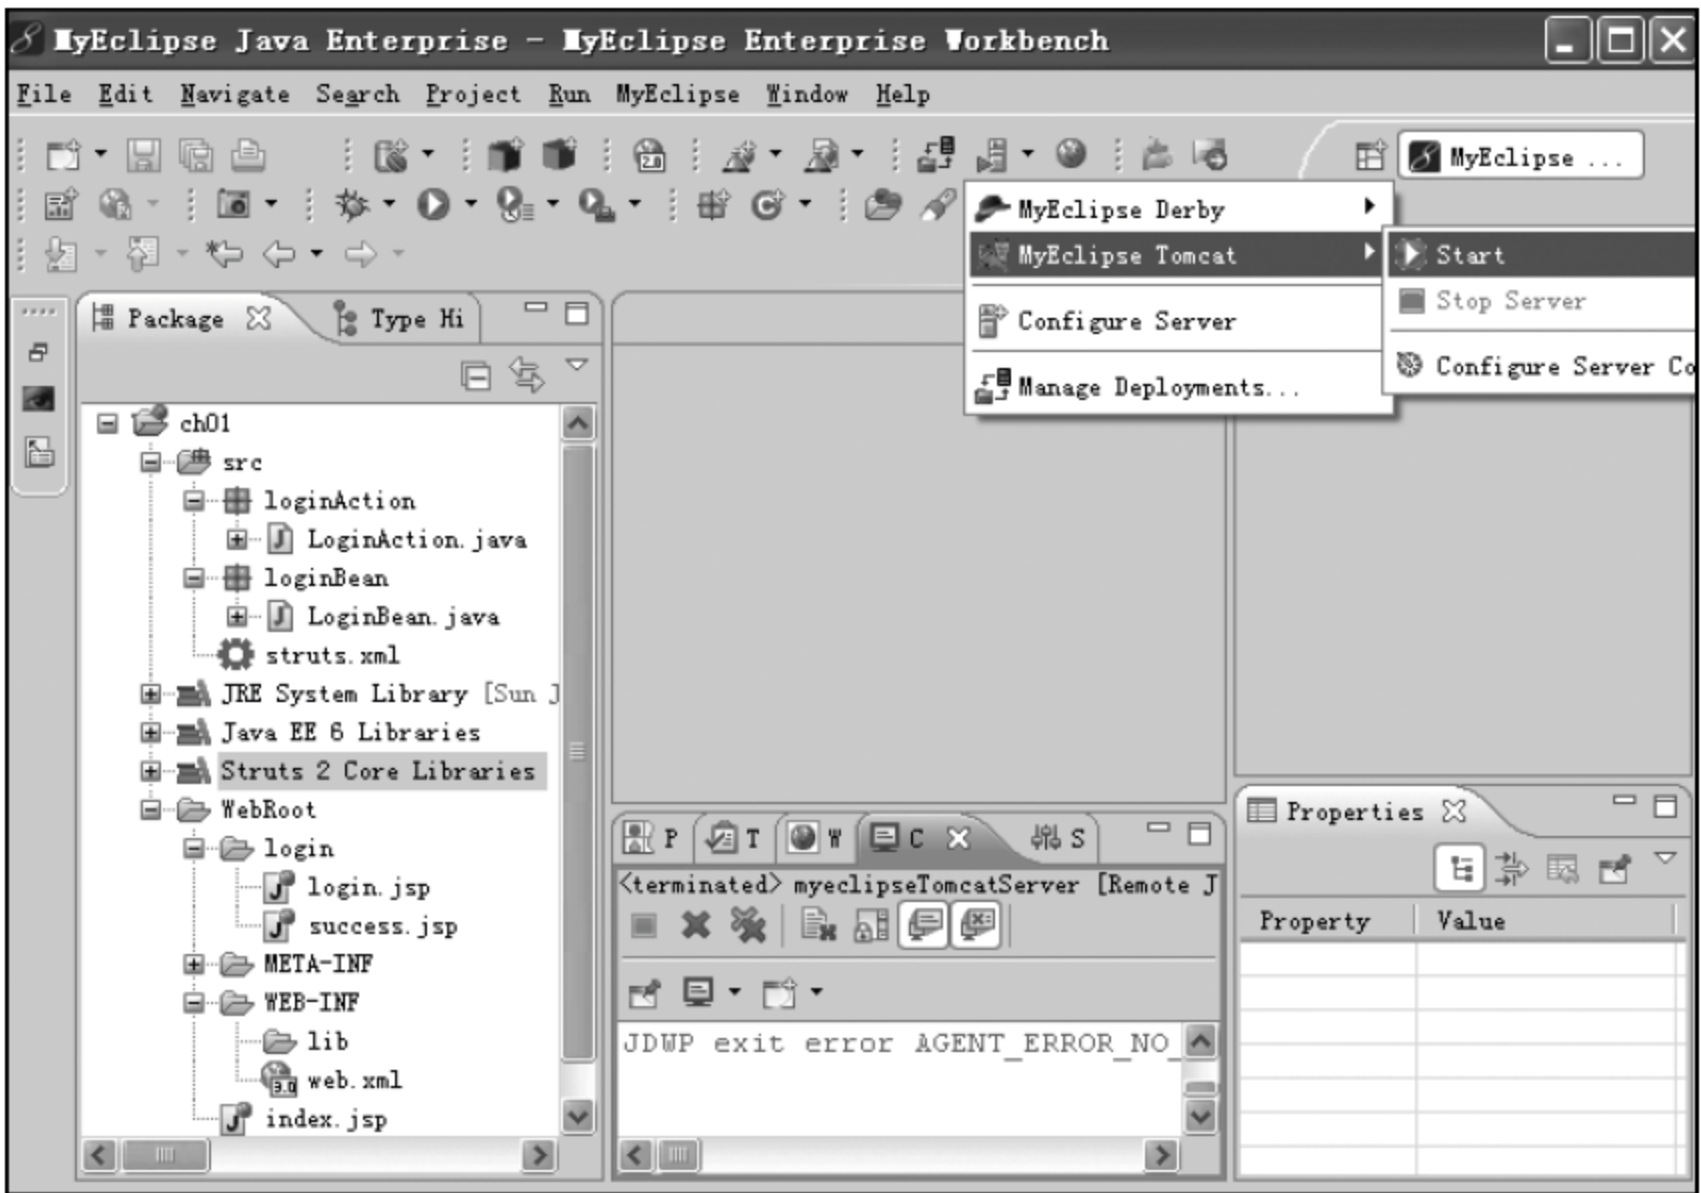 MyEclipse Java Enterprise - MyEclipse Enterprise Workbench
File Edit Navigate Search Project Run MyEclipse Window Help
2.0
MyEclipse ...
MyEclipse Derby
MyEclipse Tomcat
Start
Stop Server
Configure Server
Configure Server Co
Manage Deployments...
Package
Type Hi
ch01
src
loginAction
LoginAction.java
loginBean
LoginBean.java
struts.xml
JRE System Library [Sun J
Java EE 6 Libraries
Struts 2 Core Libraries
WebRoot
login
login.jsp
success.jsp
META-INF
WEB-INF
lib
web.xml
index.jsp
P T W C S
<terminated> myeclipseTomcatServer [Remote J
JDWP exit error AGENT_ERROR_NO_
Properties
Property Value